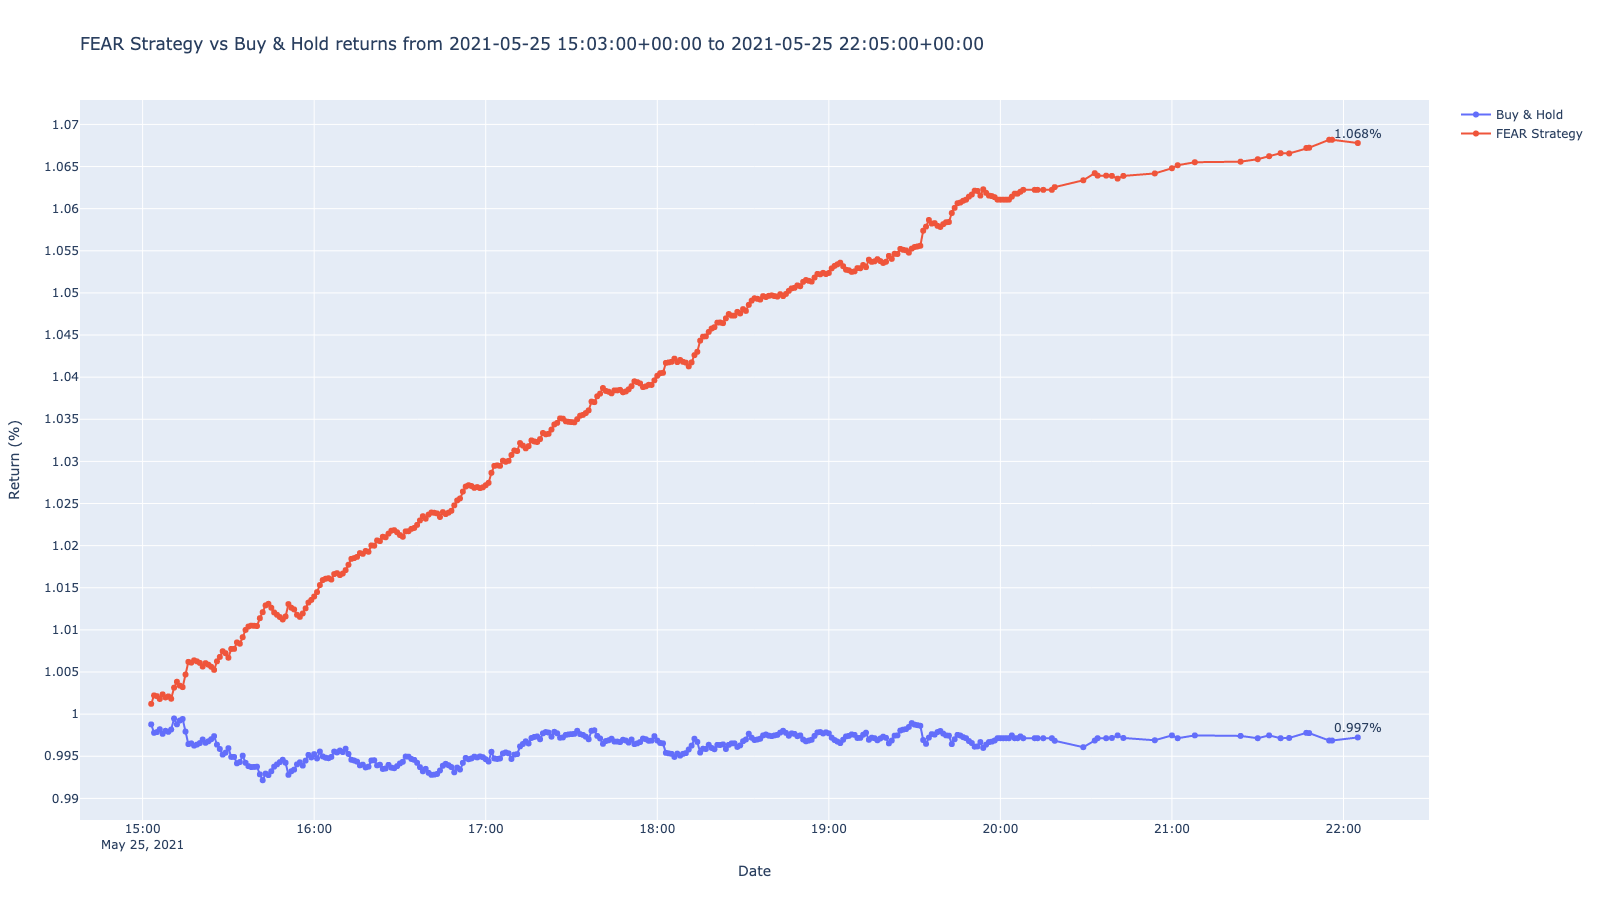 FEAR Strategy vs Buy & Hold returns from 2021-05-25 15:03:00+00:00 to 2021-05-25 22:05:00+00:00
Buy & Hold
FEAR Strategy
1.068%
0.997%
Return (%)
1.07
1.065
1.06
1.055
1.05
1.045
1.04
1.035
1.03
1.025
1.02
1.015
1.01
1.005
1
0.995
0.99
15:00 16:00 17:00 18:00 19:00 20:00 21:00 22:00
May 25, 2021
Date